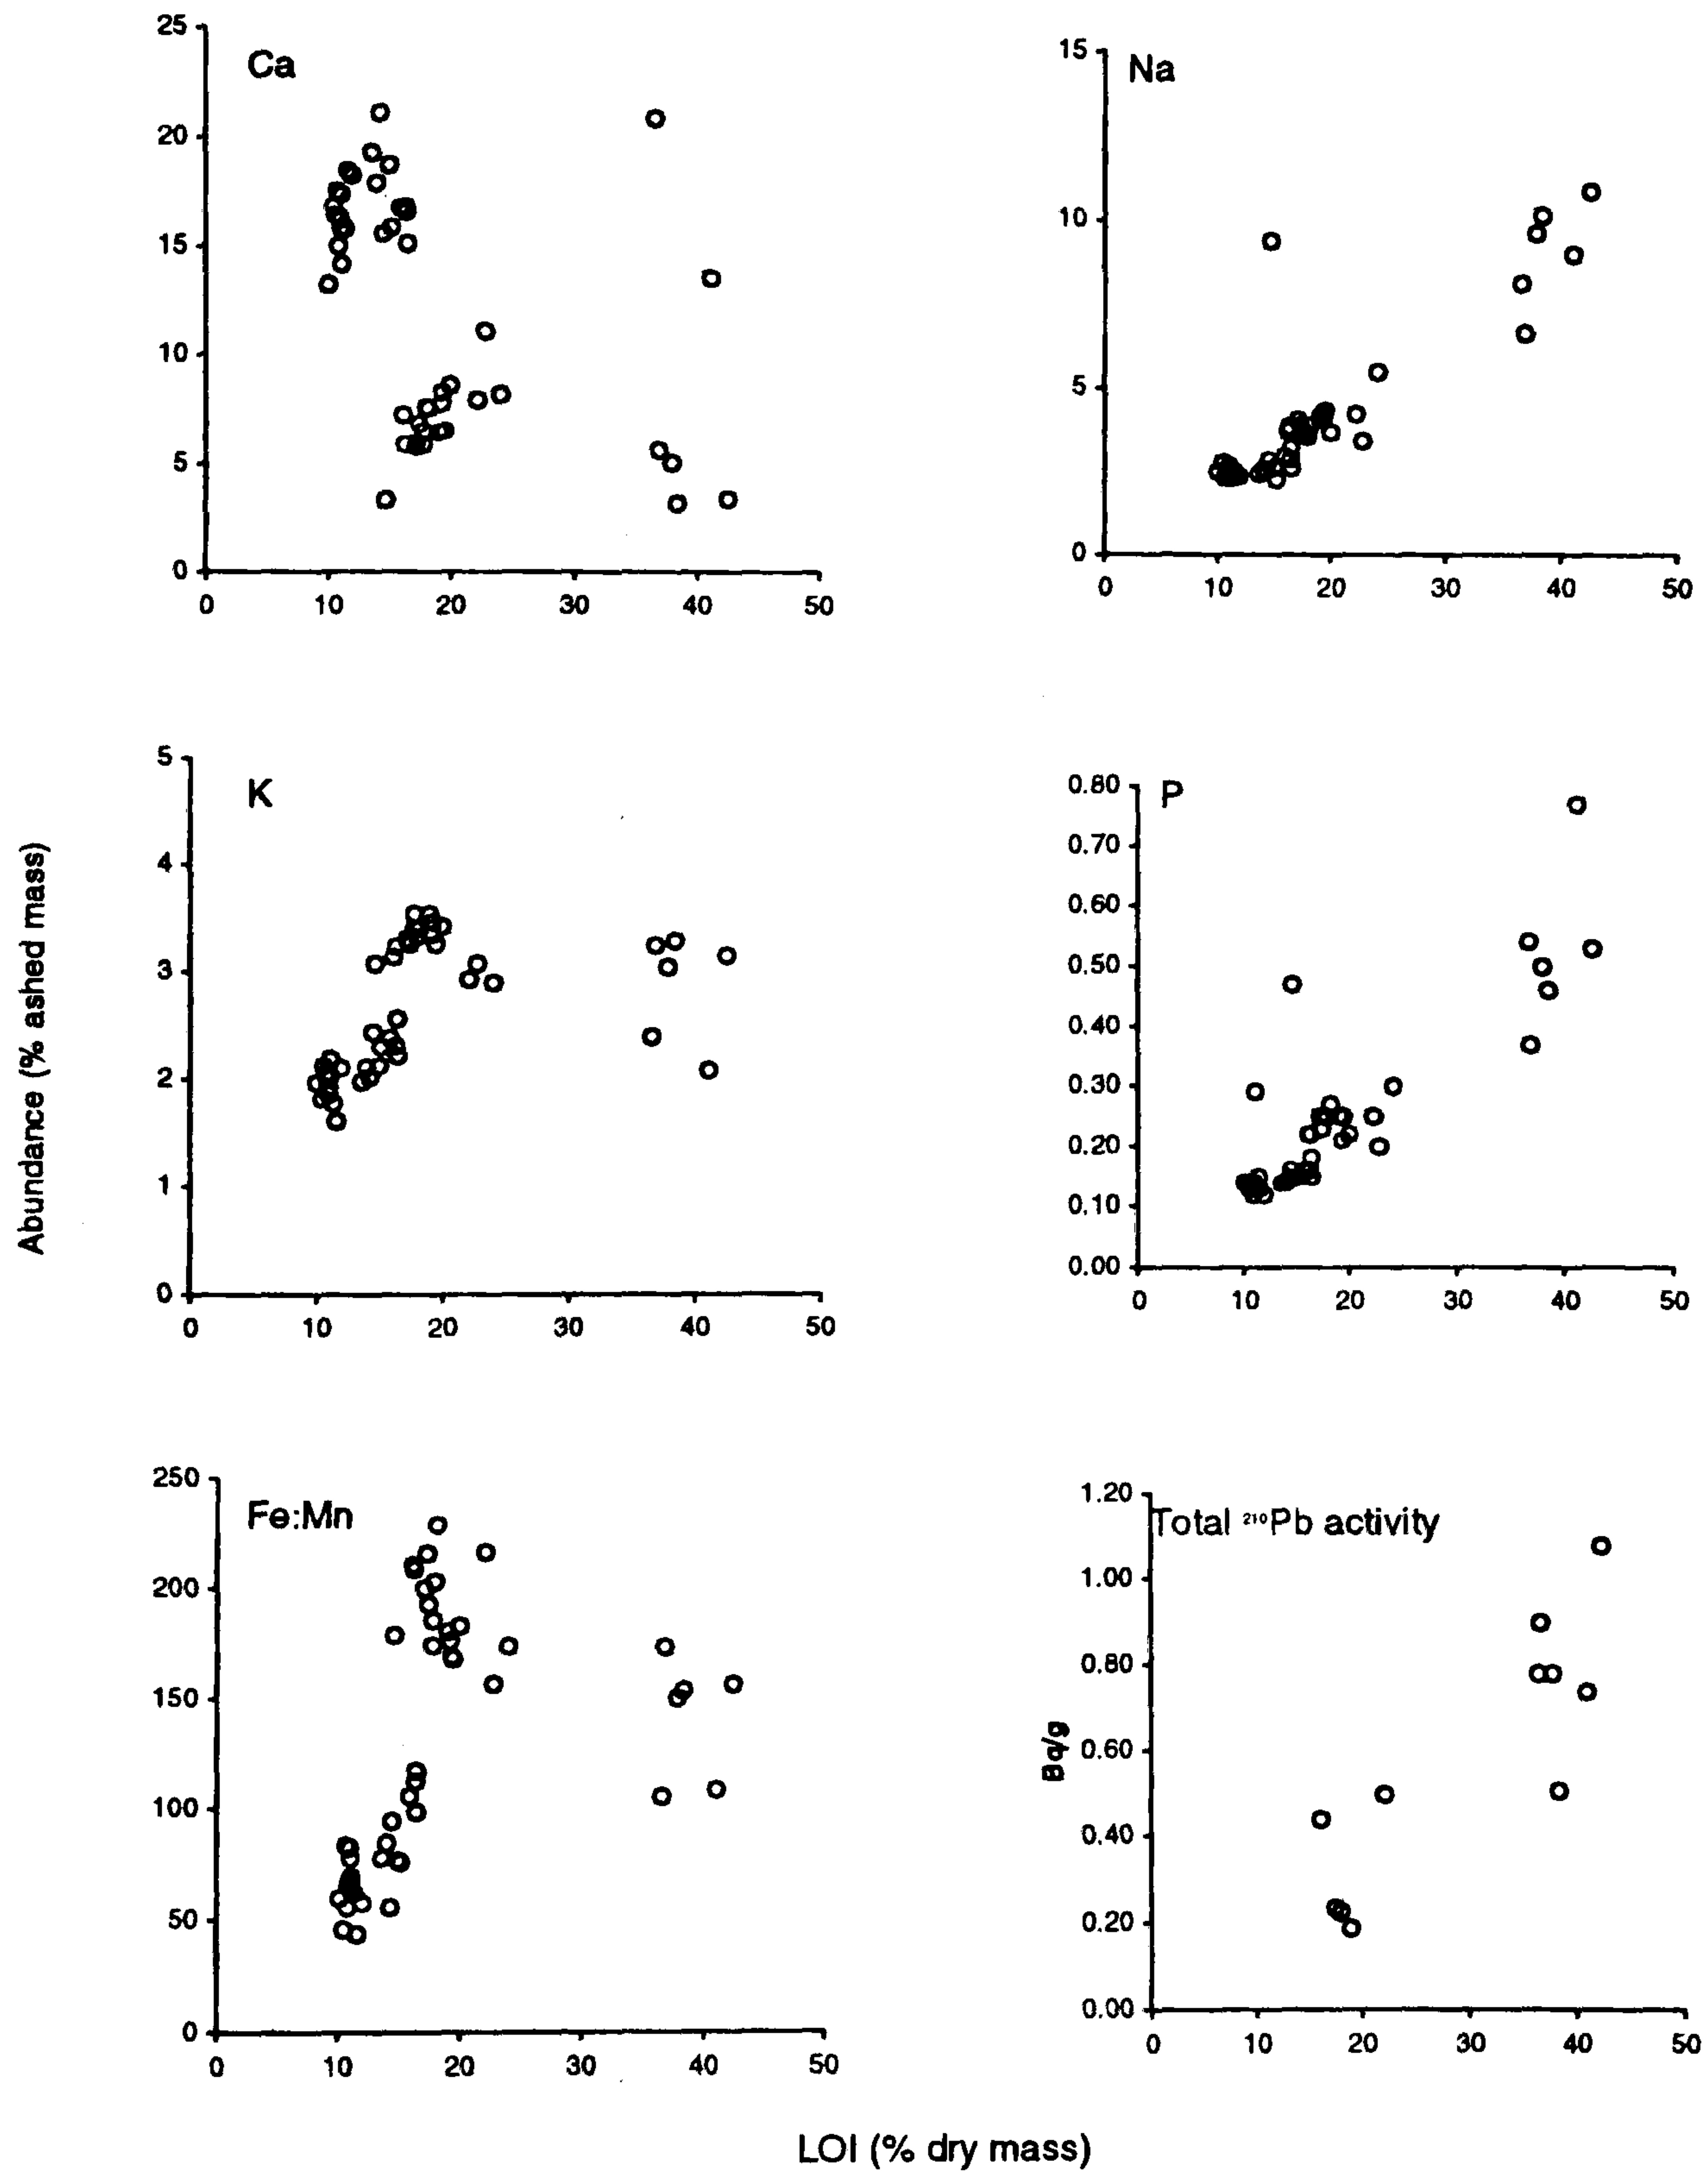 Ca
25
20
15
10
5
0
0 10 20 30 40 50
Na
15
10
5
0
0 10 20 30 40 50
Abundance (% ashed mass)
K
5
4
3
2
1
0
0 10 20 30 40 50
P
0.80
0.70
0.60
0.50
0.40
0.30
0.20
0.10
0.00
0 10 20 30 40 50
Fe:Mn
250
200
150
100
50
0
0 10 20 30 40 50
Total ²¹⁰Pb activity
Bq/g
1.20
1.00
0.80
0.60
0.40
0.20
0.00
0 10 20 30 40 50
LOI (% dry mass)